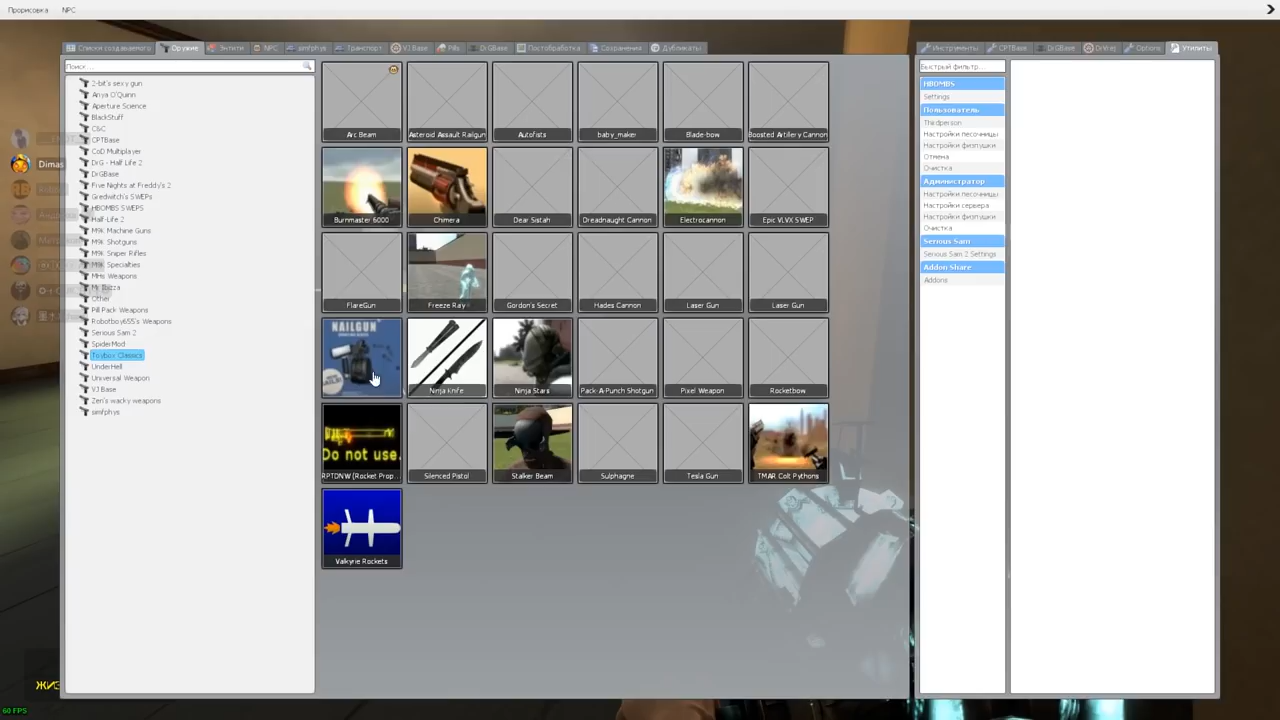 Прорисовка NPC
Списки создаваемого Оружие Энтити NPC simfphys Транспорт VJ Base Pills DrGBase Постобработка Сохранения Дубликаты
Инструменты CPTBase DrGBase DrVrej Options Утилиты
Поиск...
2-bit's sexy gun
Anya O'Quinn
Aperture Science
BlackStuff
C&C
CPTBase
CoD Multiplayer
DrG - Half Life 2
DrGBase
Five Nights at Freddy's 2
Gredwitch's SWEPs
HBOMBS SWEPS
Half-Life 2
M9k Machine Guns
M9k Shotguns
M9k Sniper Rifles
M9k Specialties
MHs Weapons
Mr Bazza
Other
Pill Pack Weapons
Robotboy655's Weapons
Serious Sam 2
SpiderMod
Toybox Classics
UnderHell
Universal Weapon
VJ Base
Zen's wacky weapons
simfphys
Dimas
Arc Beam Asteroid Assault Railgun Autofists baby_maker Blade-bow Boosted Artillery Cannon
Burnmaster 6000 Chimera Dear Sistah Dreadnaught Cannon Electrocannon Epic VLVX SWEP
FlareGun Freeze Ray Gordon's Secret Hades Cannon Laser Gun Laser Gun
NAILGUN
Ninja Knife Ninja Stars Pack-A-Punch Shotgun Pixel Weapon Rocketbow
Do not use.
RPTDNW (Rocket Prop... Silenced Pistol Stalker Beam Sulphagne Tesla Gun TMAR Colt Pythons
Valkyrie Rockets
Быстрый фильтр...
HBOMBS
Settings
Пользователь
Thirdperson
Настройки песочницы
Настройки физпушки
Отмена
Очистка
Администратор
Настройки песочницы
Настройки сервера
Настройки физпушки
Очистка
Serious Sam
Serious Sam 2 Settings
Addon Share
Addons
60 FPS